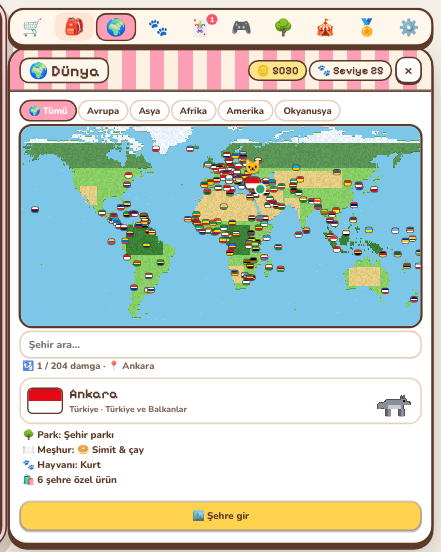 1
Dünya
5090
Seviye 28
×
Tümü
Avrupa
Asya
Afrika
Amerika
Okyanusya
Şehir ara...
1 / 204 damga · Ankara
Ankara
Türkiye · Türkiye ve Balkanlar
Park: Şehir parkı
Meşhur: Simit & çay
Hayvanı: Kurt
6 şehre özel ürün
Şehre gir